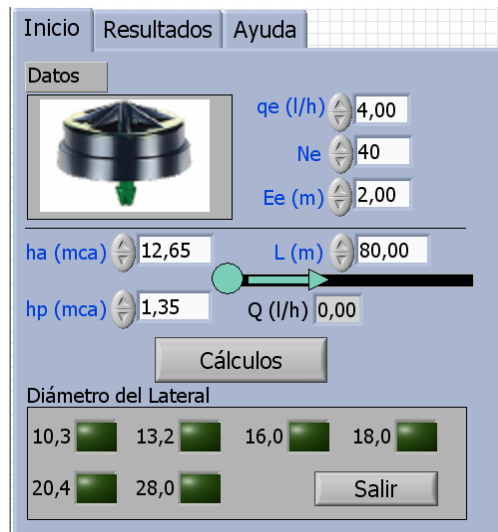 Inicio Resultados Ayuda
Datos
qe (l/h) 4,00
Ne 40
Ee (m) 2,00
ha (mca) 12,65 L (m) 80,00
hp (mca) 1,35 Q (l/h) 0,00
Cálculos
Diámetro del Lateral
10,3 13,2 16,0 18,0
20,4 28,0 Salir